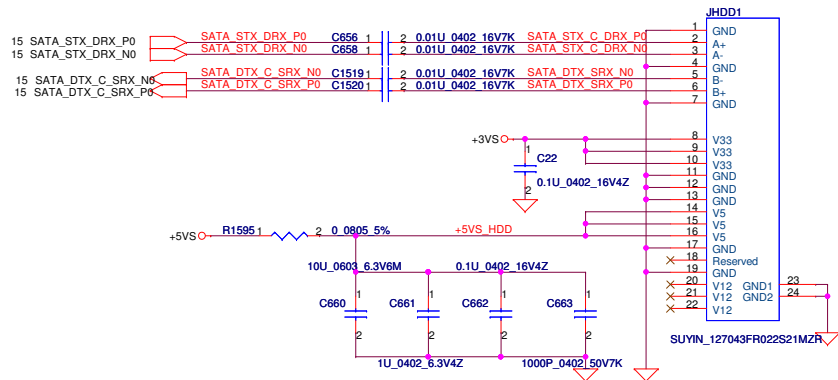 JHDD1
15 SATA_STX_DRX_P0 SATA_STX_DRX_P0 C656 1 2 0.01U_0402_16V7K SATA_STX_C_DRX_P0 1 GND
15 SATA_STX_DRX_N0 SATA_STX_DRX_N0 C658 1 2 0.01U_0402_16V7K SATA_STX_C_DRX_N0 2 A+
3 A-
4 GND
15 SATA_DTX_C_SRX_N0 SATA_DTX_C_SRX_N0 C1519 1 2 0.01U_0402_16V7K SATA_DTX_SRX_N0 5 B-
15 SATA_DTX_C_SRX_P0 SATA_DTX_C_SRX_P0 C1520 1 2 0.01U_0402_16V7K SATA_DTX_SRX_P0 6 B+
7 GND
+3VS 8 V33
9 V33
1 C22 10 V33
11 GND
2 0.1U_0402_16V4Z 12 GND
13 GND
14 V5
15 V5
+5VS R1595 1 2 0_0805_5% +5VS_HDD 16 V5
17 GND
18 Reserved
10U_0603_6.3V6M 0.1U_0402_16V4Z 19 GND
20 V12 GND1 23
1 1 1 1 21 V12 GND2 24
C660 C661 C662 C663 22 V12
2 2 2 2
SUYIN_127043FR022S21MZR
1U_0402_6.3V4Z 1000P_0402_50V7K